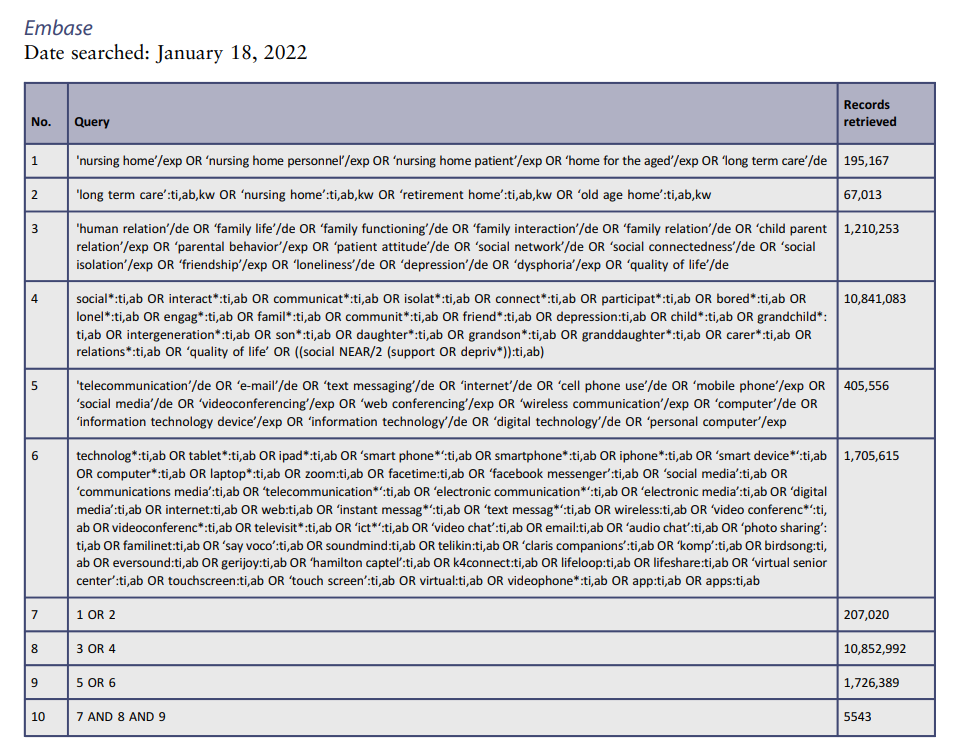 Embase
Date searched: January 18, 2022
No. Query Records retrieved
1 'nursing home'/exp OR ‘nursing home personnel’/exp OR ‘nursing home patient’/exp OR ‘home for the aged’/exp OR ‘long term care’/de 195,167
2 'long term care’:ti,ab,kw OR ‘nursing home’:ti,ab,kw OR ‘retirement home’:ti,ab,kw OR ‘old age home’:ti,ab,kw 67,013
3 'human relation’/de OR ‘family life’/de OR ‘family functioning’/de OR ‘family interaction’/de OR ‘family relation’/de OR ‘child parent 1,210,253
relation’/exp OR ‘parental behavior’/exp OR ‘patient attitude’/de OR ‘social network’/de OR ‘social connectedness’/de OR ‘social
isolation’/exp OR ‘friendship’/exp OR ‘loneliness’/de OR ‘depression’/de OR ‘dysphoria’/exp OR ‘quality of life’/de
4 social*:ti,ab OR interact*:ti,ab OR communicat*:ti,ab OR isolat*:ti,ab OR connect*:ti,ab OR participat*:ti,ab OR bored*:ti,ab OR 10,841,083
lonel*:ti,ab OR engag*:ti,ab OR famil*:ti,ab OR communit*:ti,ab OR friend*:ti,ab OR depression:ti,ab OR child*:ti,ab OR grandchild*:
ti,ab OR intergeneration*:ti,ab OR son*:ti,ab OR daughter*:ti,ab OR grandson*:ti,ab OR granddaughter*:ti,ab OR carer*:ti,ab OR
relations*:ti,ab OR ‘quality of life’ OR ((social NEAR/2 (support OR depriv*)):ti,ab)
5 'telecommunication’/de OR ‘e-mail’/de OR ‘text messaging’/de OR ‘internet’/de OR ‘cell phone use’/de OR ‘mobile phone’/exp OR 405,556
‘social media’/de OR ‘videoconferencing’/exp OR ‘web conferencing’/exp OR ‘wireless communication’/exp OR ‘computer’/de OR
‘information technology device’/exp OR ‘information technology’/de OR ‘digital technology’/de OR ‘personal computer’/exp
6 technolog*:ti,ab OR tablet*:ti,ab OR ipad*:ti,ab OR ‘smart phone*‘:ti,ab OR smartphone*:ti,ab OR iphone*:ti,ab OR ‘smart device*‘:ti,ab 1,705,615
OR computer*:ti,ab OR laptop*:ti,ab OR zoom:ti,ab OR facetime:ti,ab OR ‘facebook messenger’:ti,ab OR ‘social media’:ti,ab OR
‘communications media’:ti,ab OR ‘telecommunication*‘:ti,ab OR ‘electronic communication*‘:ti,ab OR ‘electronic media’:ti,ab OR ‘digital
media’:ti,ab OR internet:ti,ab OR web:ti,ab OR ‘instant messag*‘:ti,ab OR ‘text messag*‘:ti,ab OR wireless:ti,ab OR ‘video conferenc*‘:ti,
ab OR videoconferenc*:ti,ab OR televisit*:ti,ab OR ‘ict*‘:ti,ab OR ‘video chat’:ti,ab OR email:ti,ab OR ‘audio chat’:ti,ab OR ‘photo sharing’:
ti,ab OR familinet:ti,ab OR ‘say voco’:ti,ab OR soundmind:ti,ab OR telikin:ti,ab OR ‘claris companions’:ti,ab OR ‘komp’:ti,ab OR birdsong:ti,
ab OR eversound:ti,ab OR gerijoy:ti,ab OR ‘hamilton captel’:ti,ab OR k4connect:ti,ab OR lifeloop:ti,ab OR lifeshare:ti,ab OR ‘virtual senior
center’:ti,ab OR touchscreen:ti,ab OR ‘touch screen’:ti,ab OR virtual:ti,ab OR videophone*:ti,ab OR app:ti,ab OR apps:ti,ab
7 1 OR 2 207,020
8 3 OR 4 10,852,992
9 5 OR 6 1,726,389
10 7 AND 8 AND 9 5543